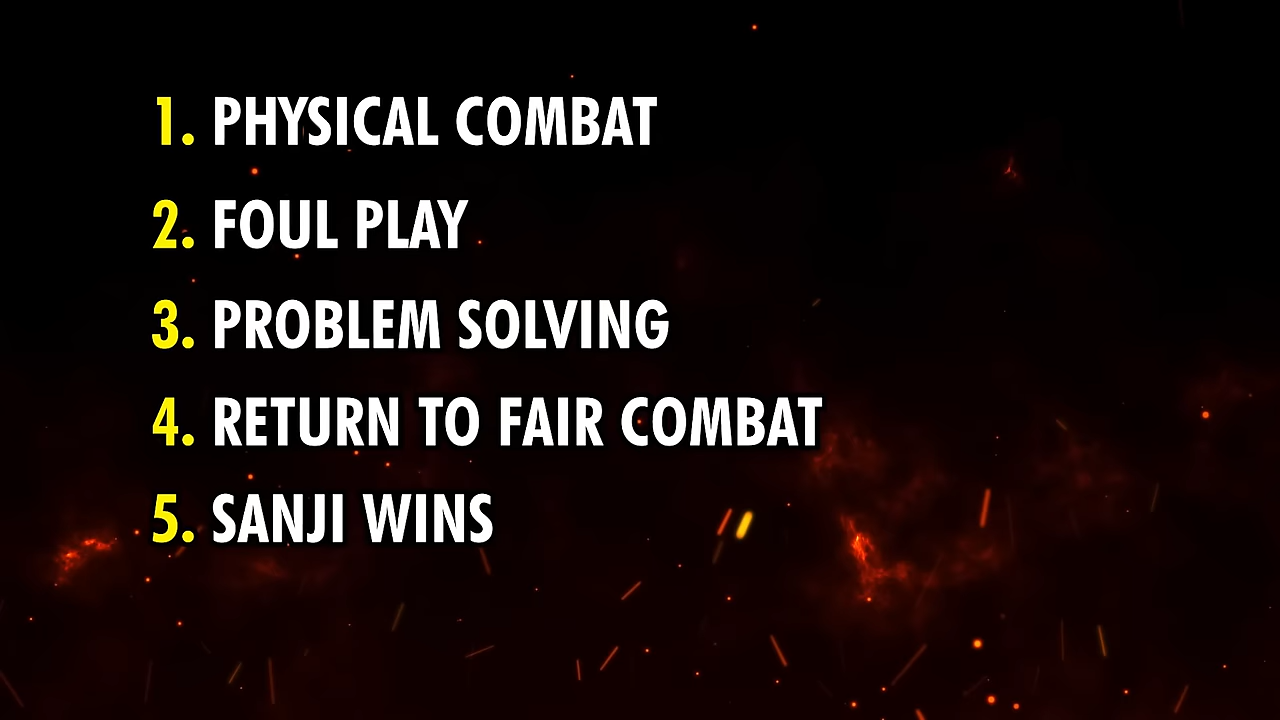 1. PHYSICAL COMBAT
2. FOUL PLAY
3. PROBLEM SOLVING
4. RETURN TO FAIR COMBAT
5. SANJI WINS